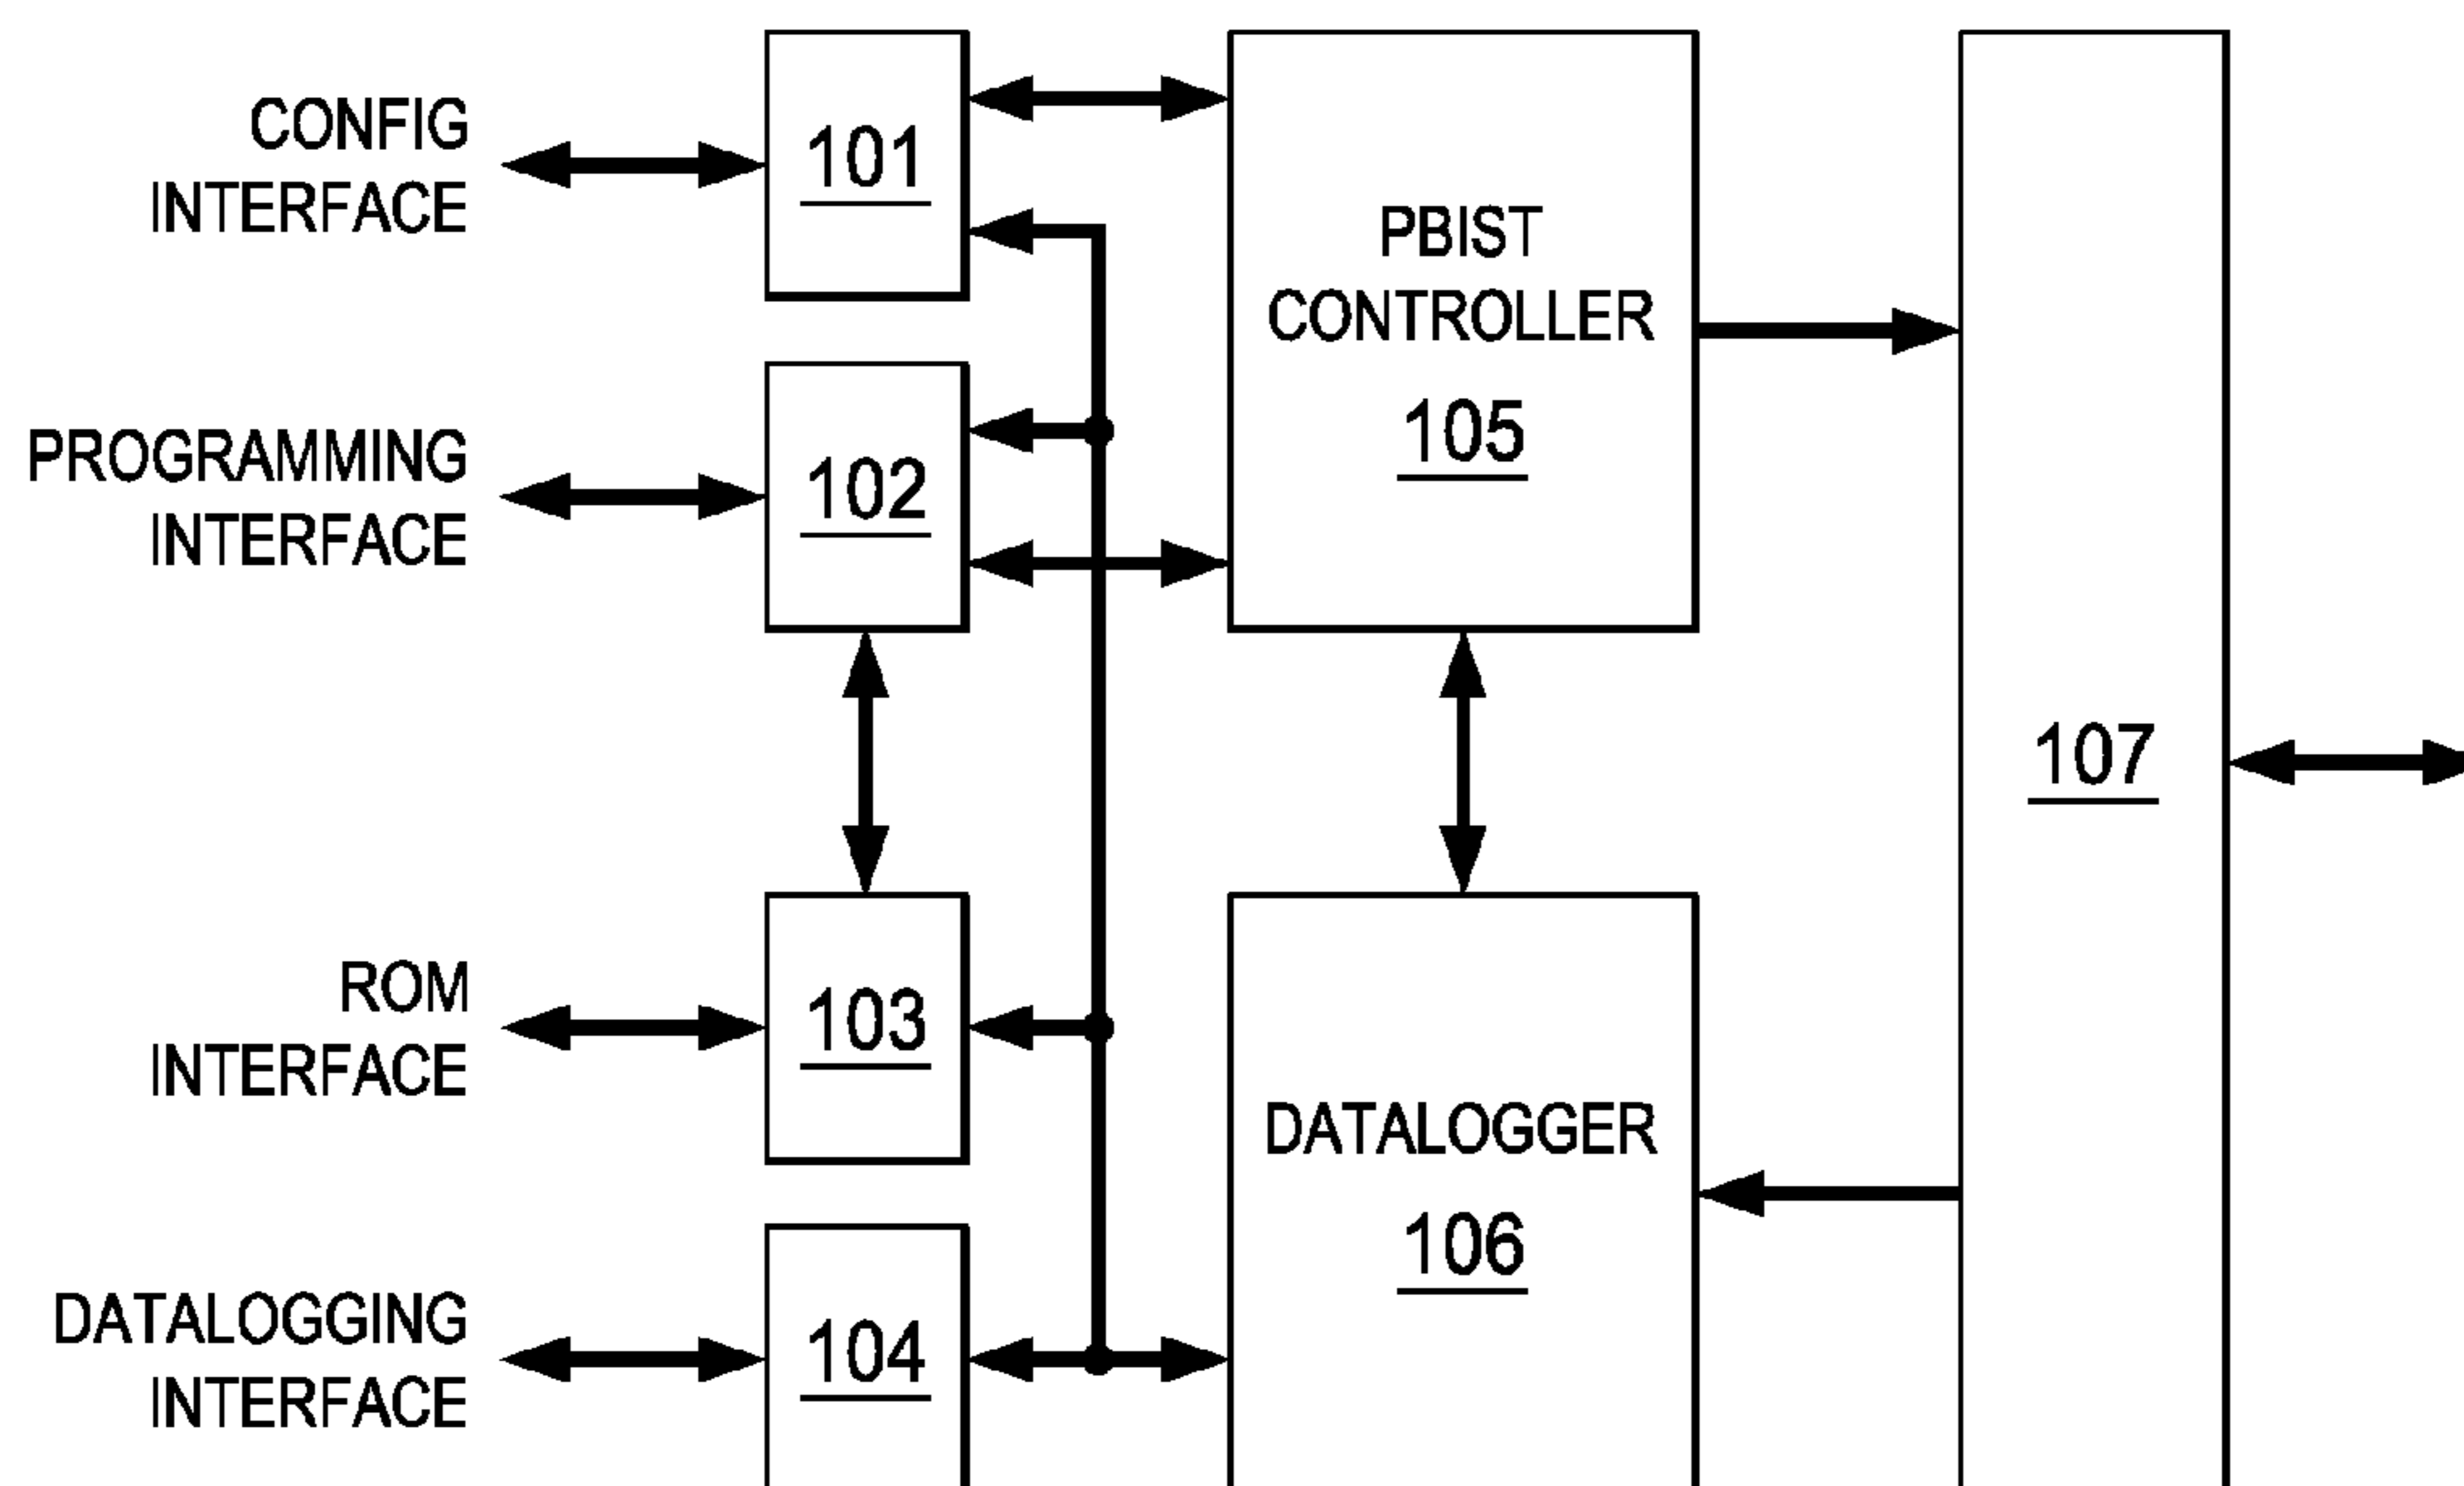 CONFIG
INTERFACE
101
PBIST
CONTROLLER
105
PROGRAMMING
INTERFACE
102
107
ROM
INTERFACE
103
DATALOGGER
106
DATALOGGING
INTERFACE
104